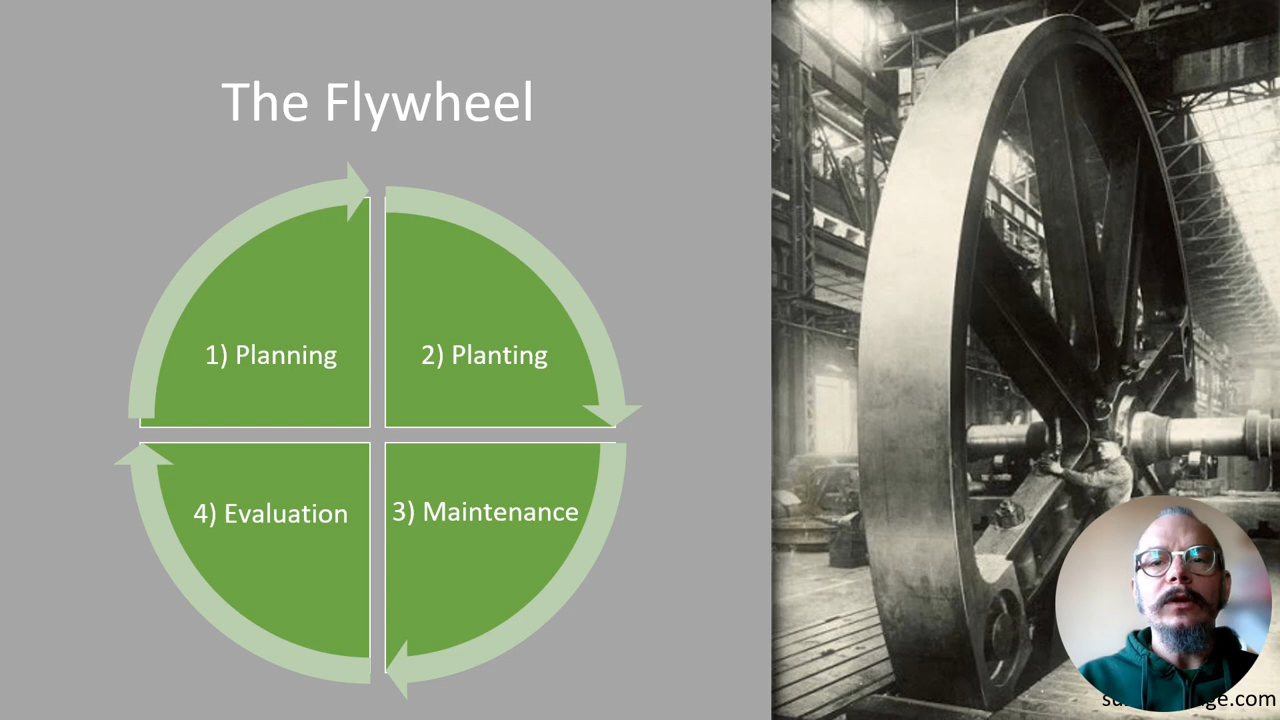 The Flywheel
1) Planning
2) Planting
4) Evaluation
3) Maintenance